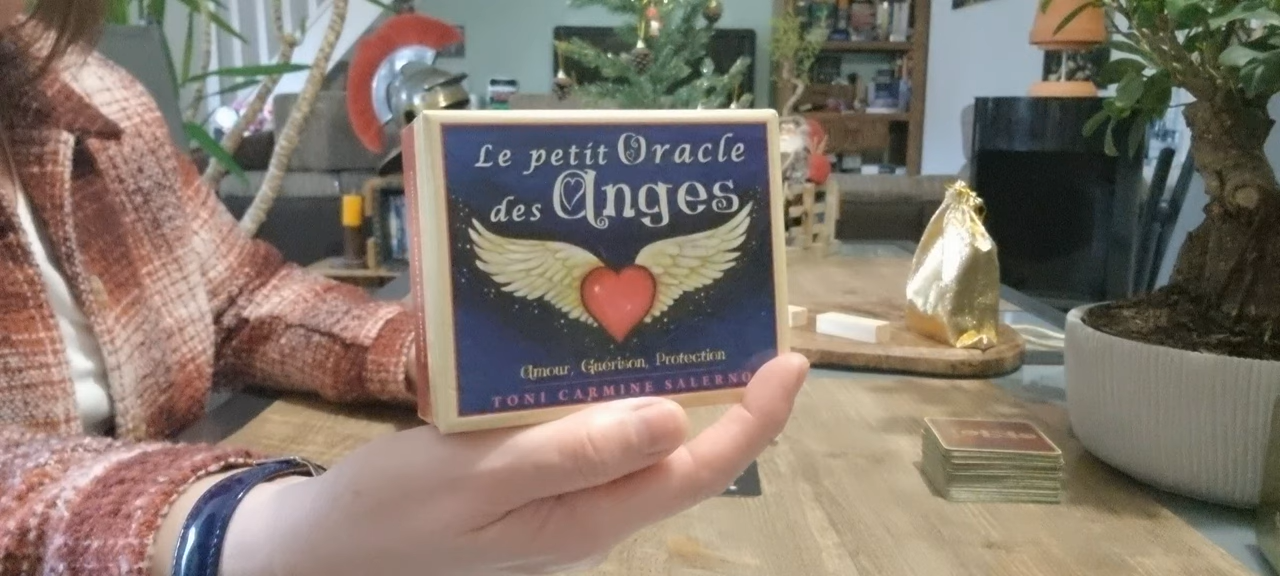 Le petit Oracle
des Anges
Amour, Guérison, Protection
TONI CARMINE SALERNO